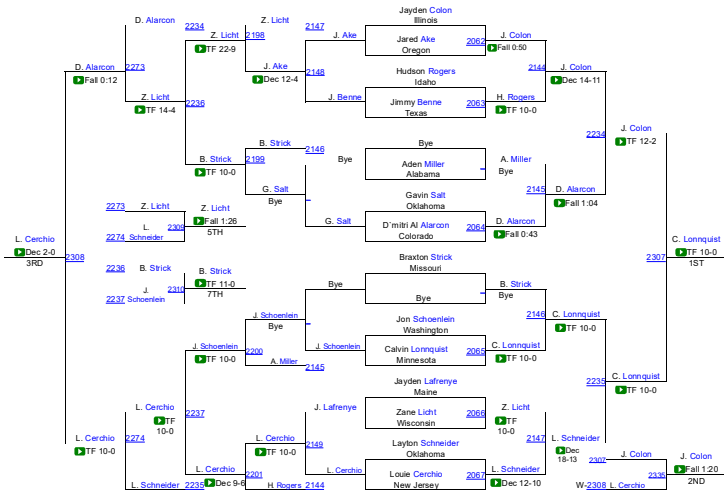 Jayden Colon
Illinois
D. Alarcon
2234
Z. Licht
2147
J. Ake
Jared Ake
Oregon
2062
J. Colon
Fall 0:50
Z. Licht
2198
TF 22-9
D. Alarcon
2273
Fall 0:12
J. Ake
2148
Dec 12-4
Hudson Rogers
Idaho
2144
J. Colon
Dec 14-11
Z. Licht
2236
TF 14-4
J. Benne
Jimmy Benne
Texas
2063
H. Rogers
TF 10-0
2234
J. Colon
TF 12-2
B. Strick
2146
Bye
Bye
Aden Miller
Alabama
A. Miller
Bye
B. Strick
2199
TF 10-0
G. Salt
Bye
Gavin Salt
Oklahoma
2145
D. Alarcon
Fall 1:04
2273
Z. Licht
Z. Licht
2309
Fall 1:26
5TH
L.
2274 Schneider
G. Salt
D'mitri Al Alarcon
Colorado
2064
D. Alarcon
Fall 0:43
L. Cerchio
2308
Dec 2-0
3RD
C. Lonnquist
2307
TF 10-0
1ST
Braxton Strick
Missouri
2236
B. Strick
B. Strick
2310
TF 11-0
7TH
J.
2237 Schoenlein
Bye
Bye
B. Strick
Bye
J. Schoenlein
Bye
Jon Schoenlein
Washington
2146
C. Lonnquist
TF 10-0
J. Schoenlein
2200
TF 10-0
J. Schoenlein
Calvin Lonnquist
Minnesota
2065
C. Lonnquist
TF 10-0
A. Miller
2145
2235
C. Lonnquist
TF 10-0
Jayden Lafrenye
Maine
L. Cerchio
2237
TF
10-0
J. Lafrenye
Zane Licht
Wisconsin
2066
Z. Licht
TF
10-0
L. Cerchio
2274
TF 10-0
L. Cerchio
2149
TF 10-0
Layton Schneider
Oklahoma
2147
L. Schneider
Dec
18-13
2307
J. Colon
J. Colon
2335
Fall 1:20
2ND
L. Cerchio
2201
Dec 9-6
L. Cerchio
Louie Cerchio
New Jersey
2067
L. Schneider
Dec 12-10
L. Schneider 2235
H. Rogers 2144
W-2308 L. Cerchio